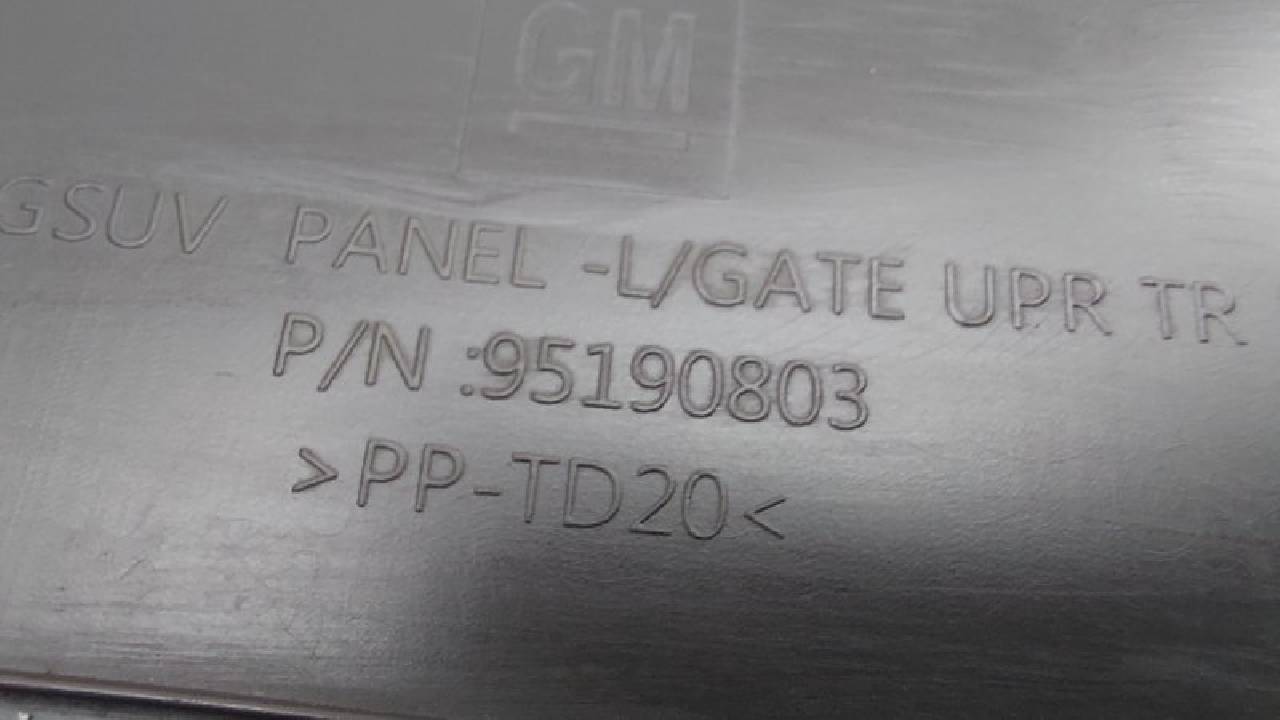 GM
GSUV PANEL -L/GATE UPR TR
P/N :95190803
>PP-TD20<